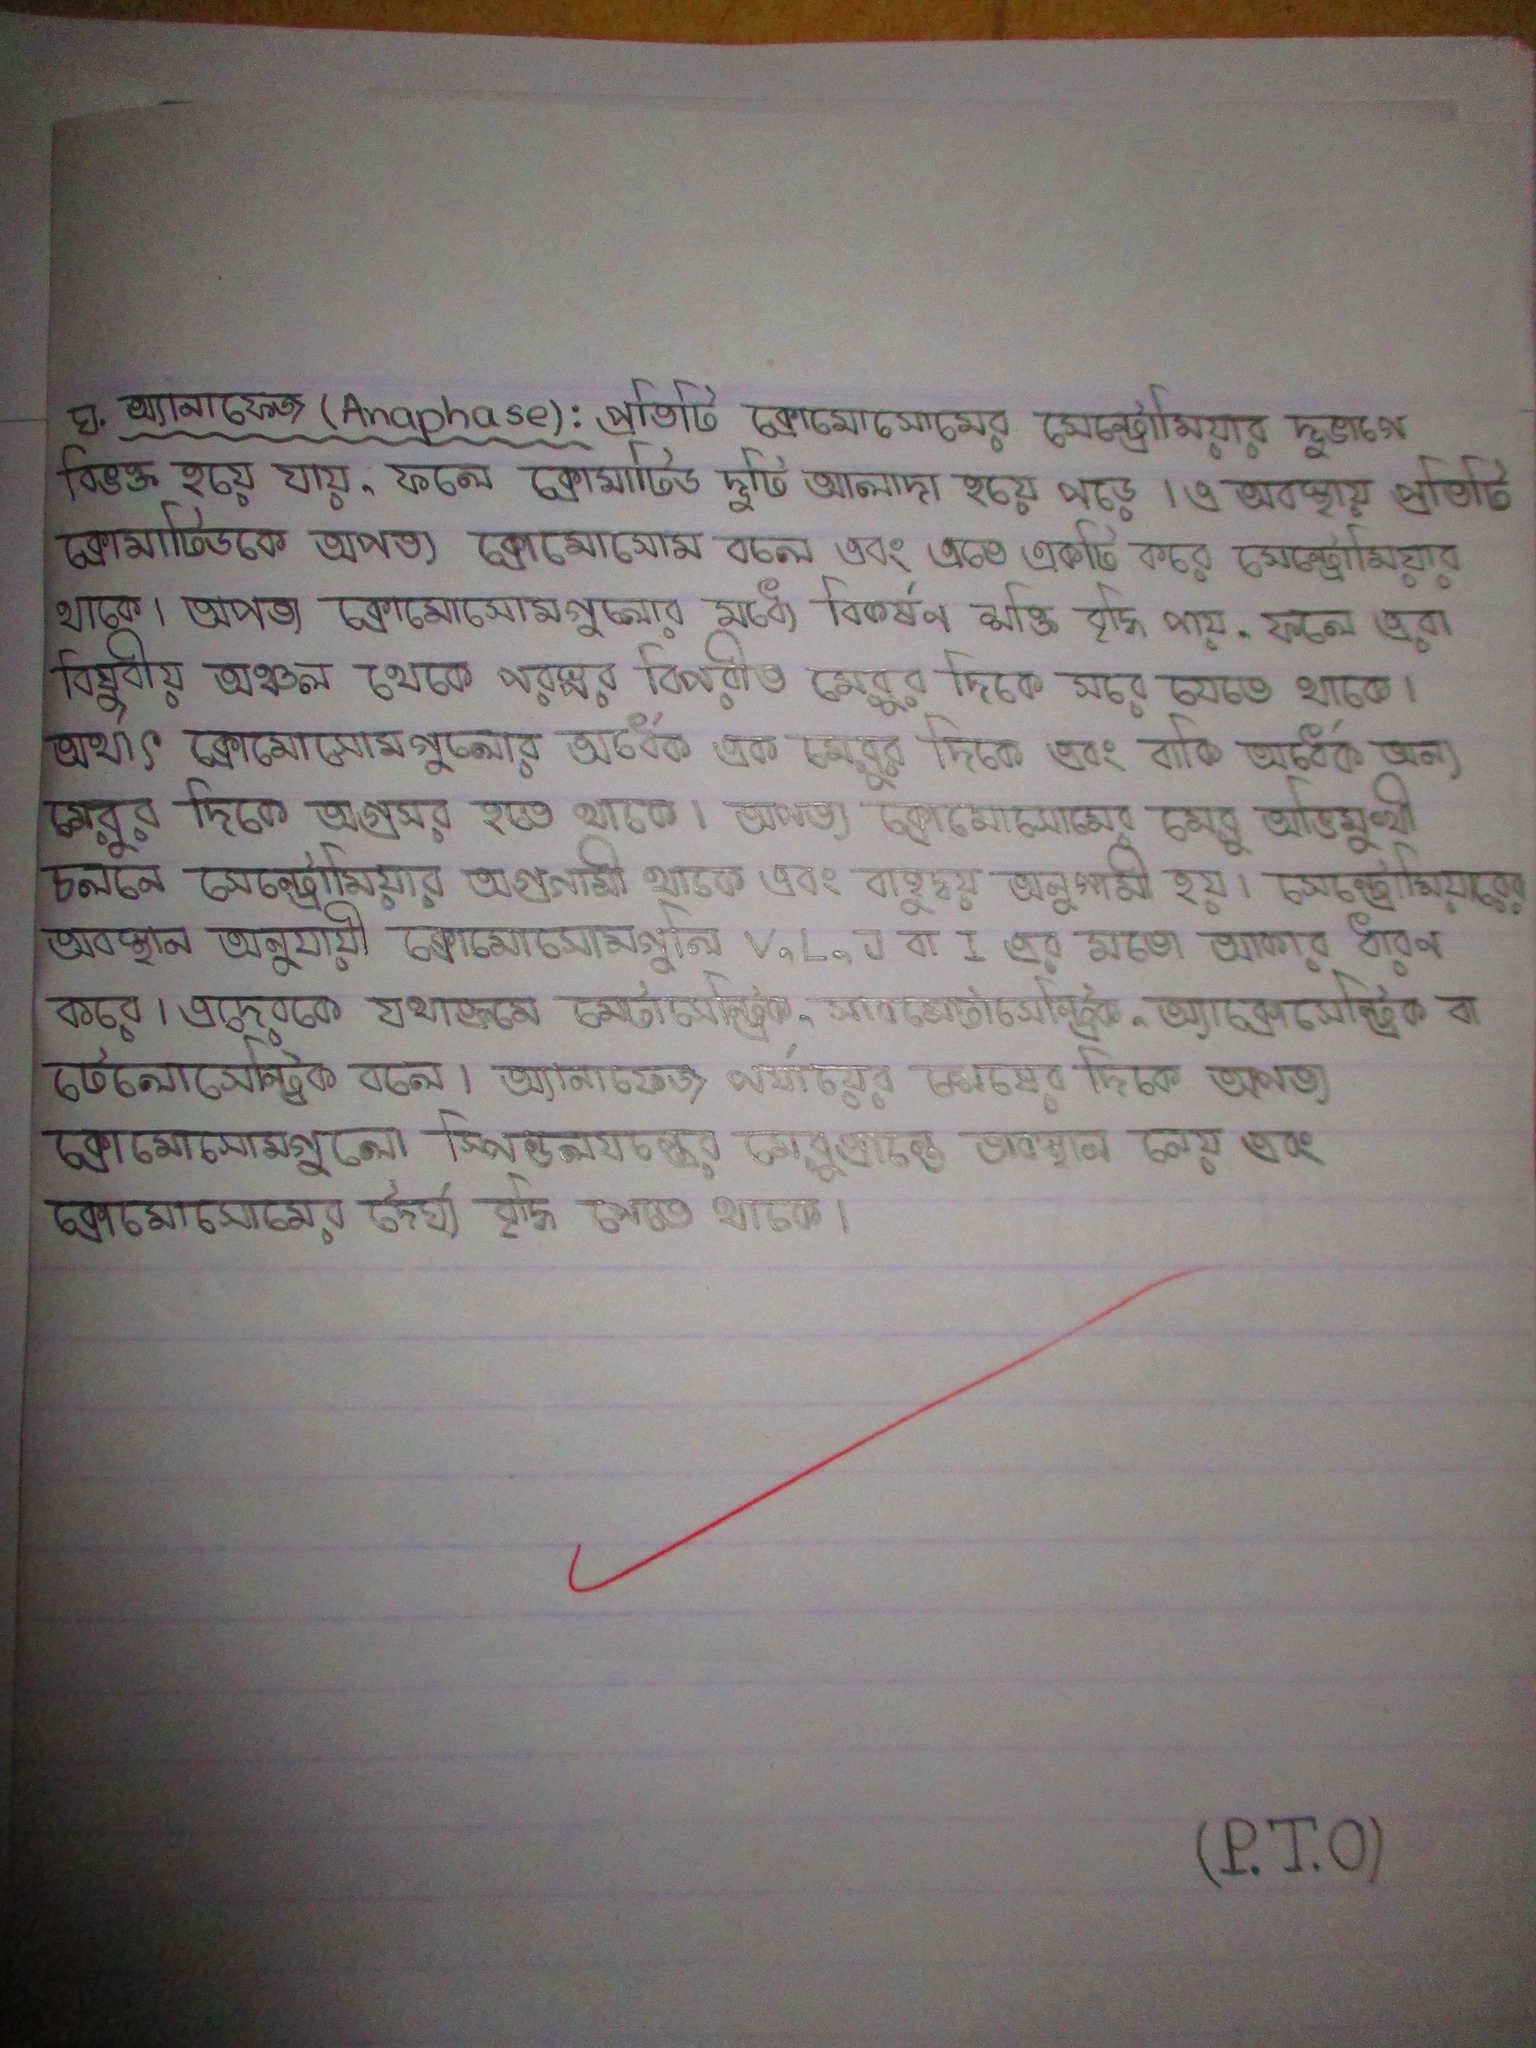 ঘ. অ্যানাফেজ (Anaphase): প্রতিটি ক্রোমোসোমের সেন্ট্রোমিয়ার দুভাগে
বিভক্ত হয়ে যায়, ফলে ক্রোমাটিড দুটি আলাদা হয়ে পড়ে। এ অবস্থায় প্রতিটি
ক্রোমাটিডকে অপত্য ক্রোমোসোম বলে এবং এতে একটি করে সেন্ট্রোমিয়ার
থাকে। অপত্য ক্রোমোসোমগুলোর মধ্যে বিকর্ষণ শক্তি বৃদ্ধি পায়, ফলে এরা
বিষুবীয় অঞ্চল থেকে পরস্পর বিপরীত মেরুর দিকে সরে যেতে থাকে।
অর্থাৎ ক্রোমোসোমগুলোর অর্ধেক এক মেরুর দিকে এবং বাকি অর্ধেক অন্য
মেরুর দিকে অগ্রসর হতে থাকে। অপত্য ক্রোমোসোমের মেরু অভিমুখী
চলনে সেন্ট্রোমিয়ার অগ্রগামী থাকে এবং বাহুদ্বয় অনুগামী হয়। সেন্ট্রোমিয়ারের
অবস্থান অনুযায়ী ক্রোমোসোমগুলি V, L, J বা I এর মতো আকার ধারণ
করে। এদেরকে যথাক্রমে মেটাসেন্ট্রিক, সাবমেটাসেন্ট্রিক, অ্যাক্রোসেন্ট্রিক বা
টেলোসেন্ট্রিক বলে। অ্যানাফেজ পর্যায়ের শেষের দিকে অপত্য
ক্রোমোসোমগুলো স্পিন্ডলযন্ত্রের মেরুপ্রান্তে অবস্থান নেয় এবং
ক্রোমোসোমের দৈর্ঘ্য বৃদ্ধি পেতে থাকে।
(P.T.O)